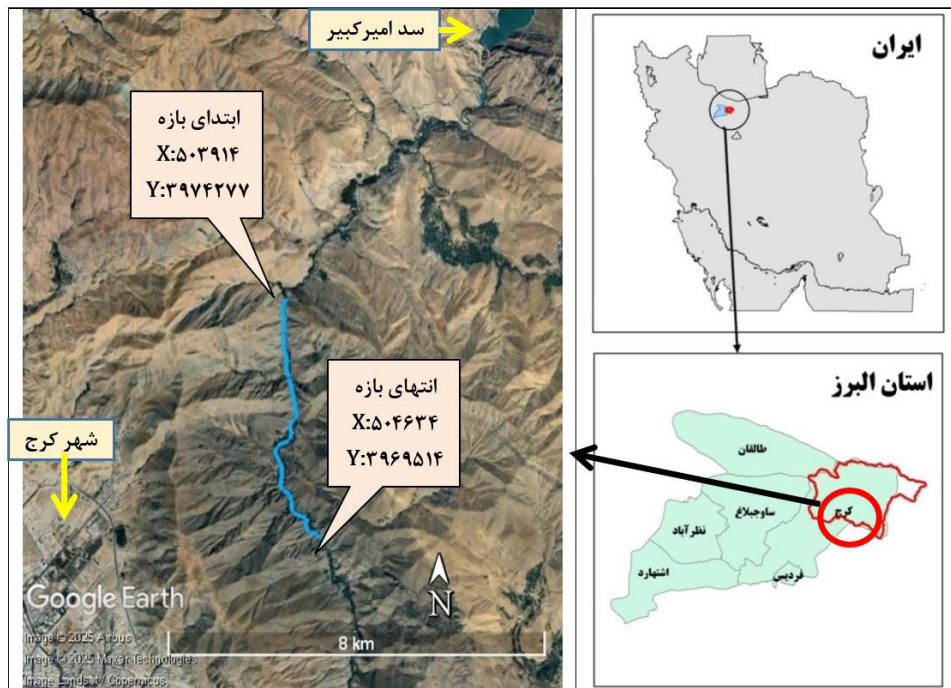 سد امیرکبیر
ابتدای بازه
X:۵۰۳۹۱۴
Y:۳۹۷۴۲۷۷
انتهای بازه
X:۵۰۴۶۳۴
Y:۳۹۶۹۵۱۴
شهر کرج
N
Google Earth
8 km
Image © 2025 Airbus
Image © 2025 Maxar Technologies
Image Landsat / Copernicus
ایران
استان البرز
طالقان
کرج
ساوجبلاغ
نظرآباد
فردیس
اشتهارد